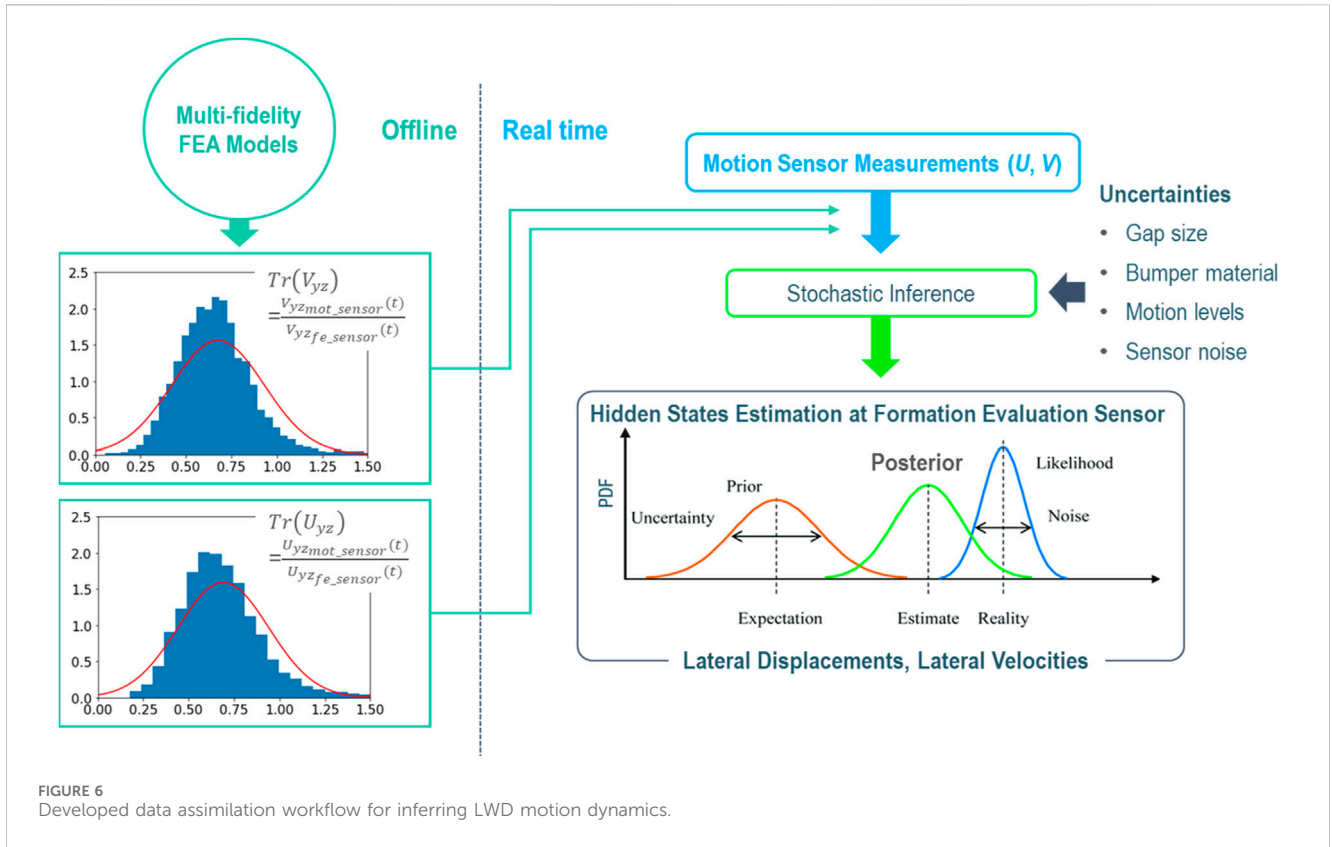 Multi-fidelity
FEA Models
Offline
Real time
Motion Sensor Measurements (U, V)
Uncertainties
• Gap size
• Bumper material
• Motion levels
• Sensor noise
Stochastic Inference
2.5
2.0
1.5
1.0
0.5
0.0
0.00 0.25 0.50 0.75 1.00 1.25 1.50
Tr(V_yz)
= V_yz_mot_sensor(t) / V_yz_fe_sensor(t)
2.5
2.0
1.5
1.0
0.5
0.0
0.00 0.25 0.50 0.75 1.00 1.25 1.50
Tr(U_yz)
= U_yz_mot_sensor(t) / U_yz_fe_sensor(t)
Hidden States Estimation at Formation Evaluation Sensor
PDF
Uncertainty
Prior
Posterior
Likelihood
Noise
Expectation
Estimate
Reality
Lateral Displacements, Lateral Velocities
FIGURE 6
Developed data assimilation workflow for inferring LWD motion dynamics.